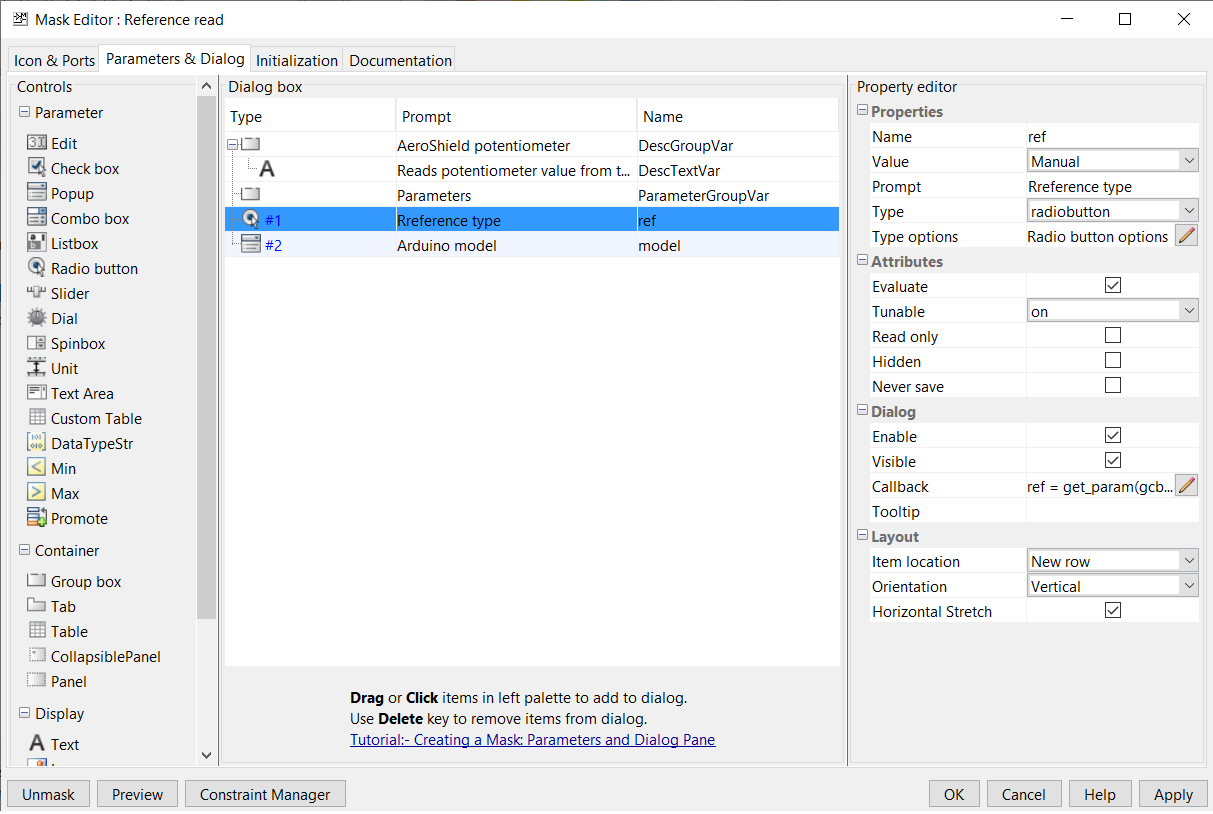 Mask Editor : Reference read
Icon & Ports
Parameters & Dialog
Initialization
Documentation
Controls
Parameter
Edit
Check box
Popup
Combo box
Listbox
Radio button
Slider
Dial
Spinbox
Unit
Text Area
Custom Table
DataTypeStr
Min
Max
Promote
Container
Group box
Tab
Table
CollapsiblePanel
Panel
Display
A Text
Dialog box
Type Prompt Name
AeroShield potentiometer DescGroupVar
A Reads potentiometer value from t... DescTextVar
Parameters ParameterGroupVar
#1 Rreference type ref
#2 Arduino model model
Drag or Click items in left palette to add to dialog.
Use Delete key to remove items from dialog.
Tutorial:- Creating a Mask: Parameters and Dialog Pane
Property editor
Properties
Name ref
Value Manual
Prompt Rreference type
Type radiobutton
Type options Radio button options
Attributes
Evaluate
Tunable on
Read only
Hidden
Never save
Dialog
Enable
Visible
Callback ref = get_param(gcb...
Tooltip
Layout
Item location New row
Orientation Vertical
Horizontal Stretch
Unmask
Preview
Constraint Manager
OK
Cancel
Help
Apply